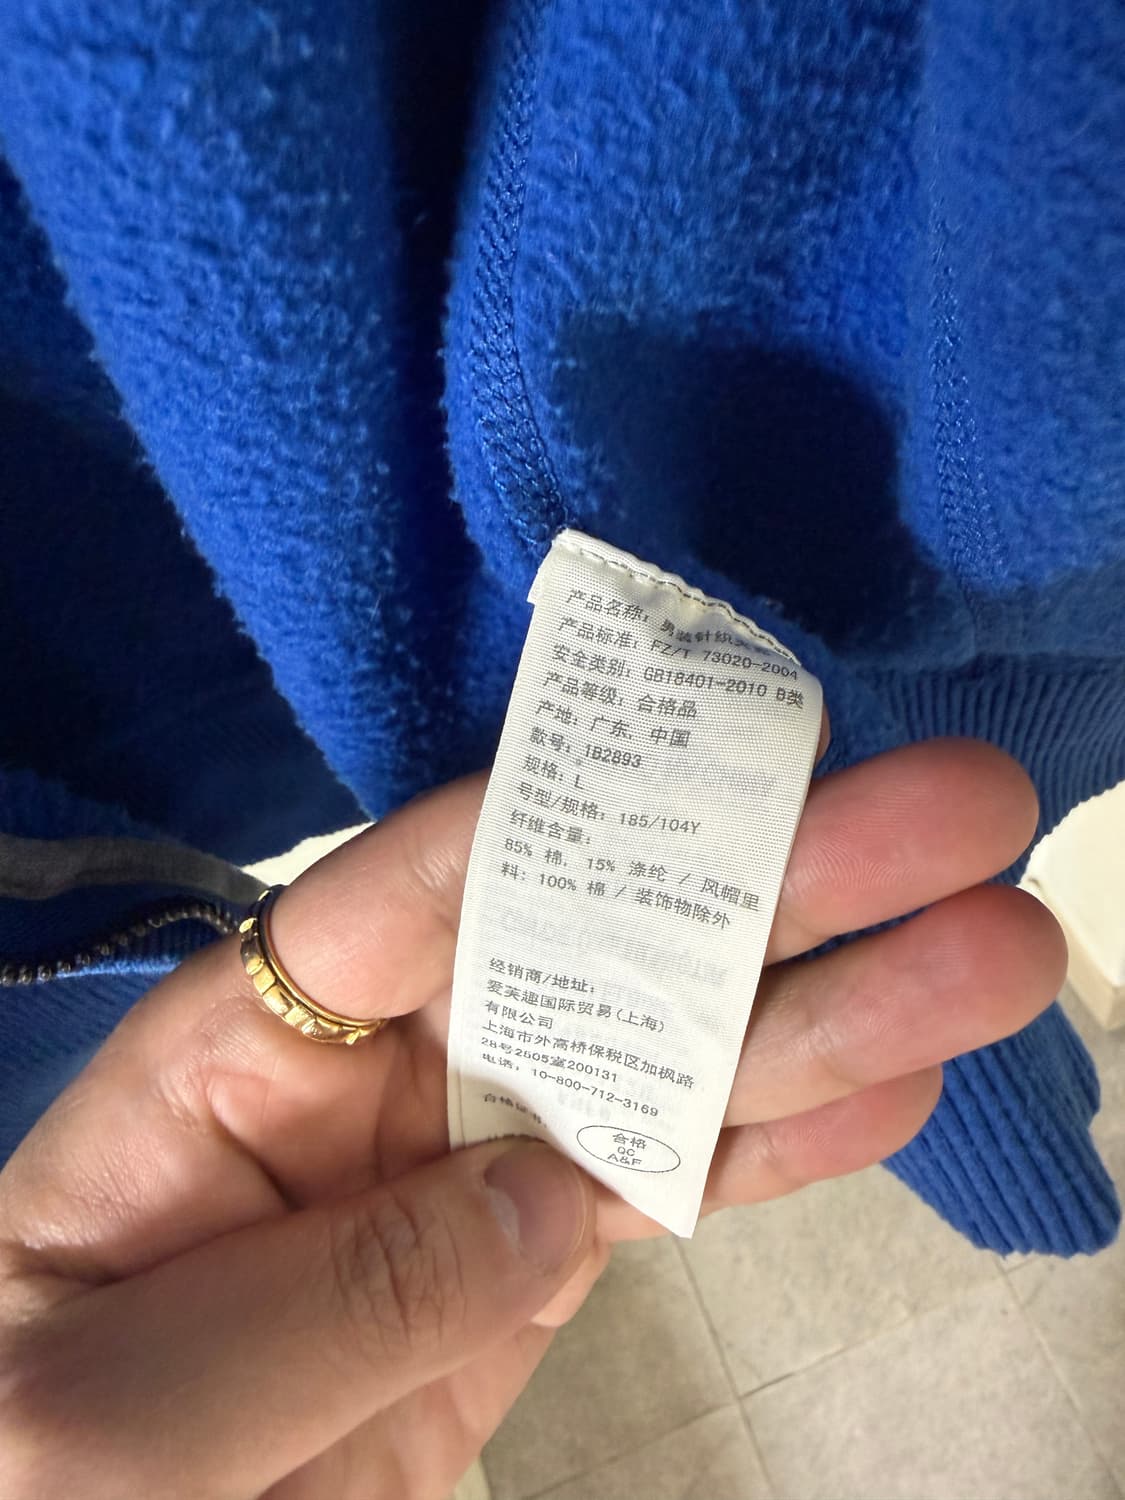 产品名称: 男装针织
产品标准: FZ/T 73020-2004
安全类别: GB18401-2010 B类
产品等级: 合格品
产地: 广东, 中国
款号: 1B2893
规格: L
号型/规格: 185/104Y
纤维含量:
85% 棉, 15% 涤纶 / 风帽里
料: 100% 棉 / 装饰物除外
经销商/地址:
爱芙趣国际贸易(上海)
有限公司
上海市外高桥保税区加枫路
28号2505室200131
电话: 10-800-712-3169
合格证书:
合格
QC
A&F